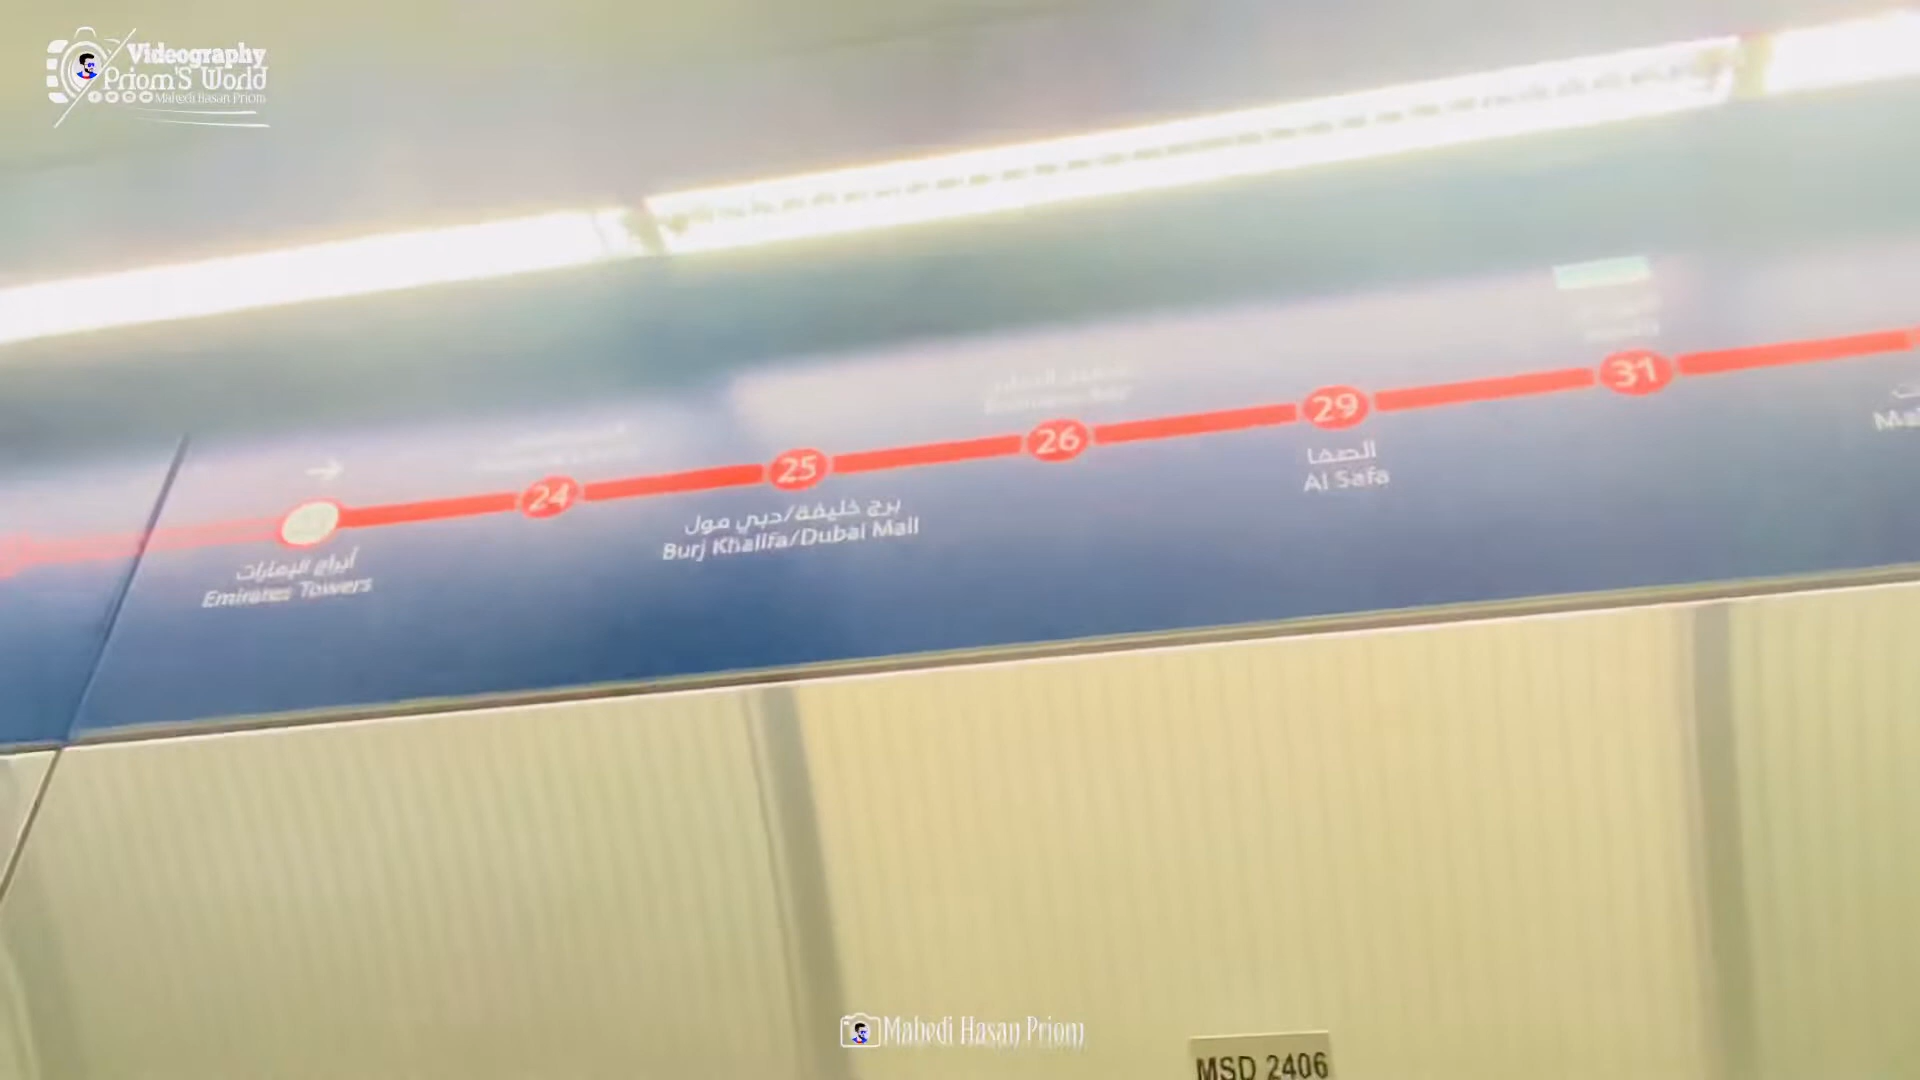 Videography
Priom'S World
Mahedi Hasan Priom
24
25
26
29
31
أبراج الإمارات
Emirates Towers
برج خليفة/دبي مول
Burj Khalifa/Dubai Mall
الصفا
Al Safa
Mahedi Hasan Priom
MSD 2406